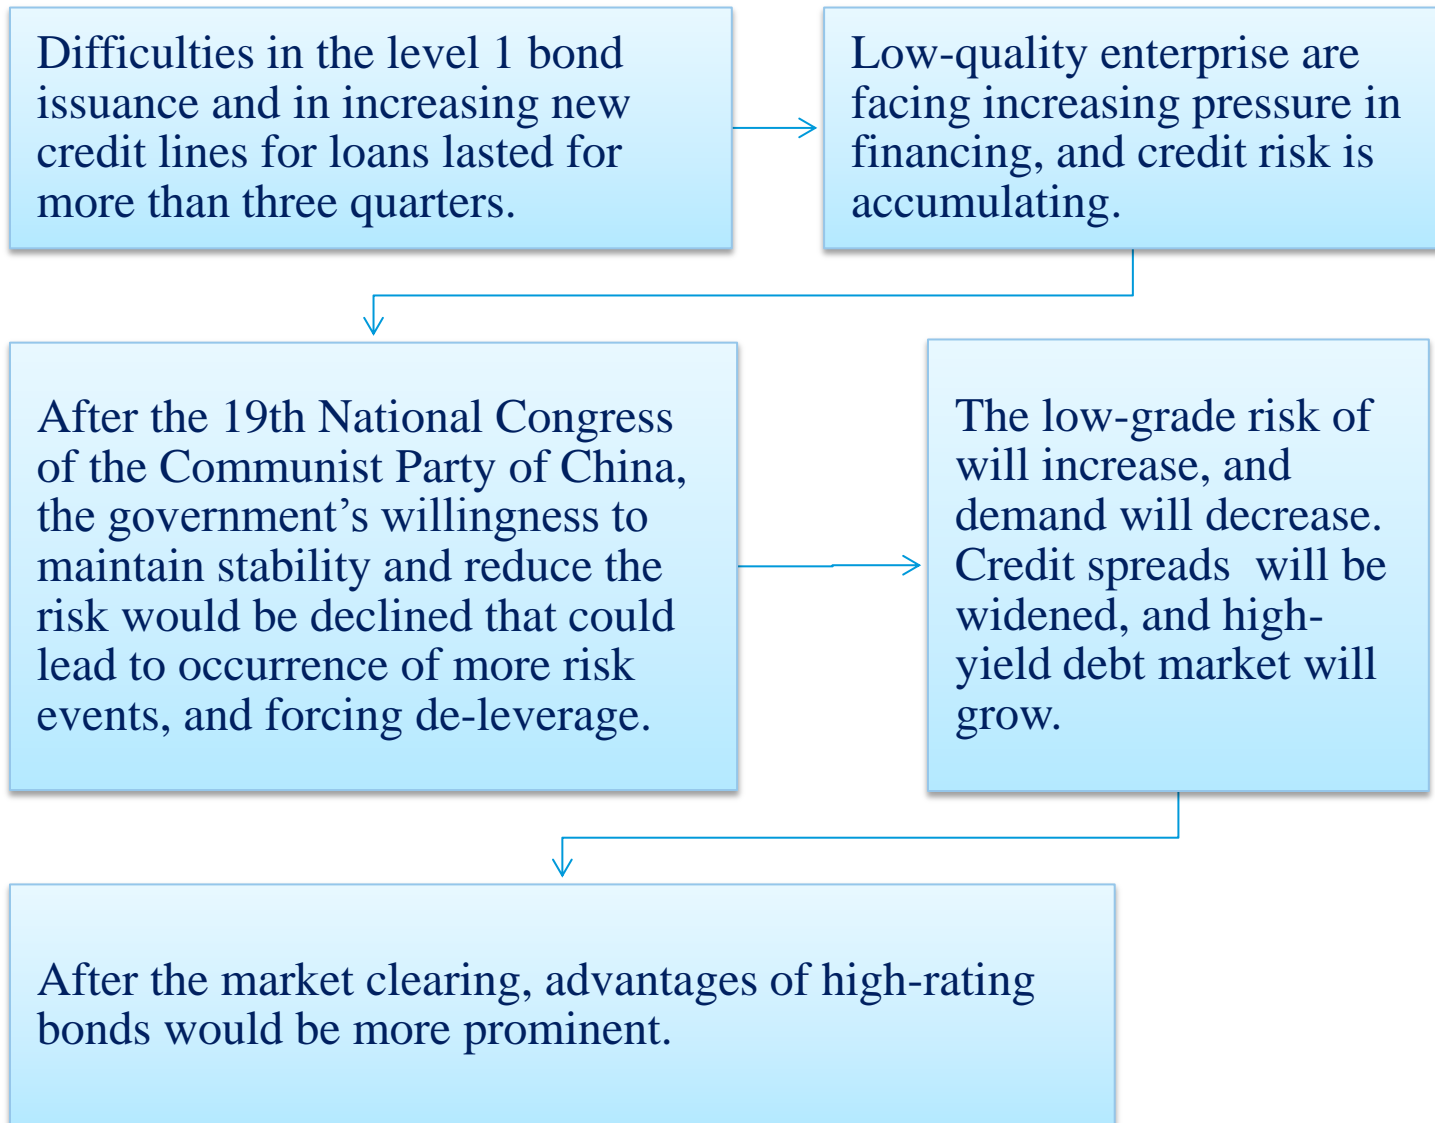 Difficulties in the level 1 bond
issuance and in increasing new
credit lines for loans lasted for
more than three quarters.
Low-quality enterprise are
facing increasing pressure in
financing, and credit risk is
accumulating.
After the 19th National Congress
of the Communist Party of China,
the government’s willingness to
maintain stability and reduce the
risk would be declined that could
lead to occurrence of more risk
events, and forcing de-leverage.
The low-grade risk of
will increase, and
demand will decrease.
Credit spreads  will be
widened, and high-
yield debt market will
grow.
After the market clearing, advantages of high-rating
bonds would be more prominent.